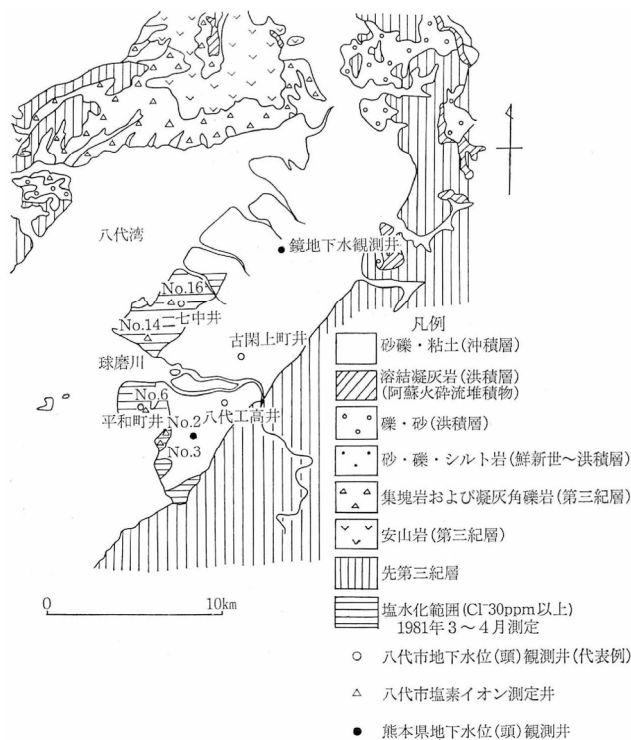 八代湾
鏡地下水観測井
No.16
二七中井
No.14
古閑上町井
球磨川
No.6
No.2
八代工高井
平和町井
No.3
0
10km
凡例
砂礫・粘土(沖積層)
溶結凝灰岩(洪積層)
(阿蘇火砕流堆積物)
礫・砂(洪積層)
砂・礫・シルト岩(鮮新世〜洪積層)
集塊岩および凝灰角礫岩(第三紀層)
安山岩(第三紀層)
先第三紀層
塩水化範囲(Cl⁻30ppm以上)
1981年3〜4月測定
八代市地下水位(頭)観測井(代表例)
八代市塩素イオン測定井
熊本県地下水位(頭)観測井